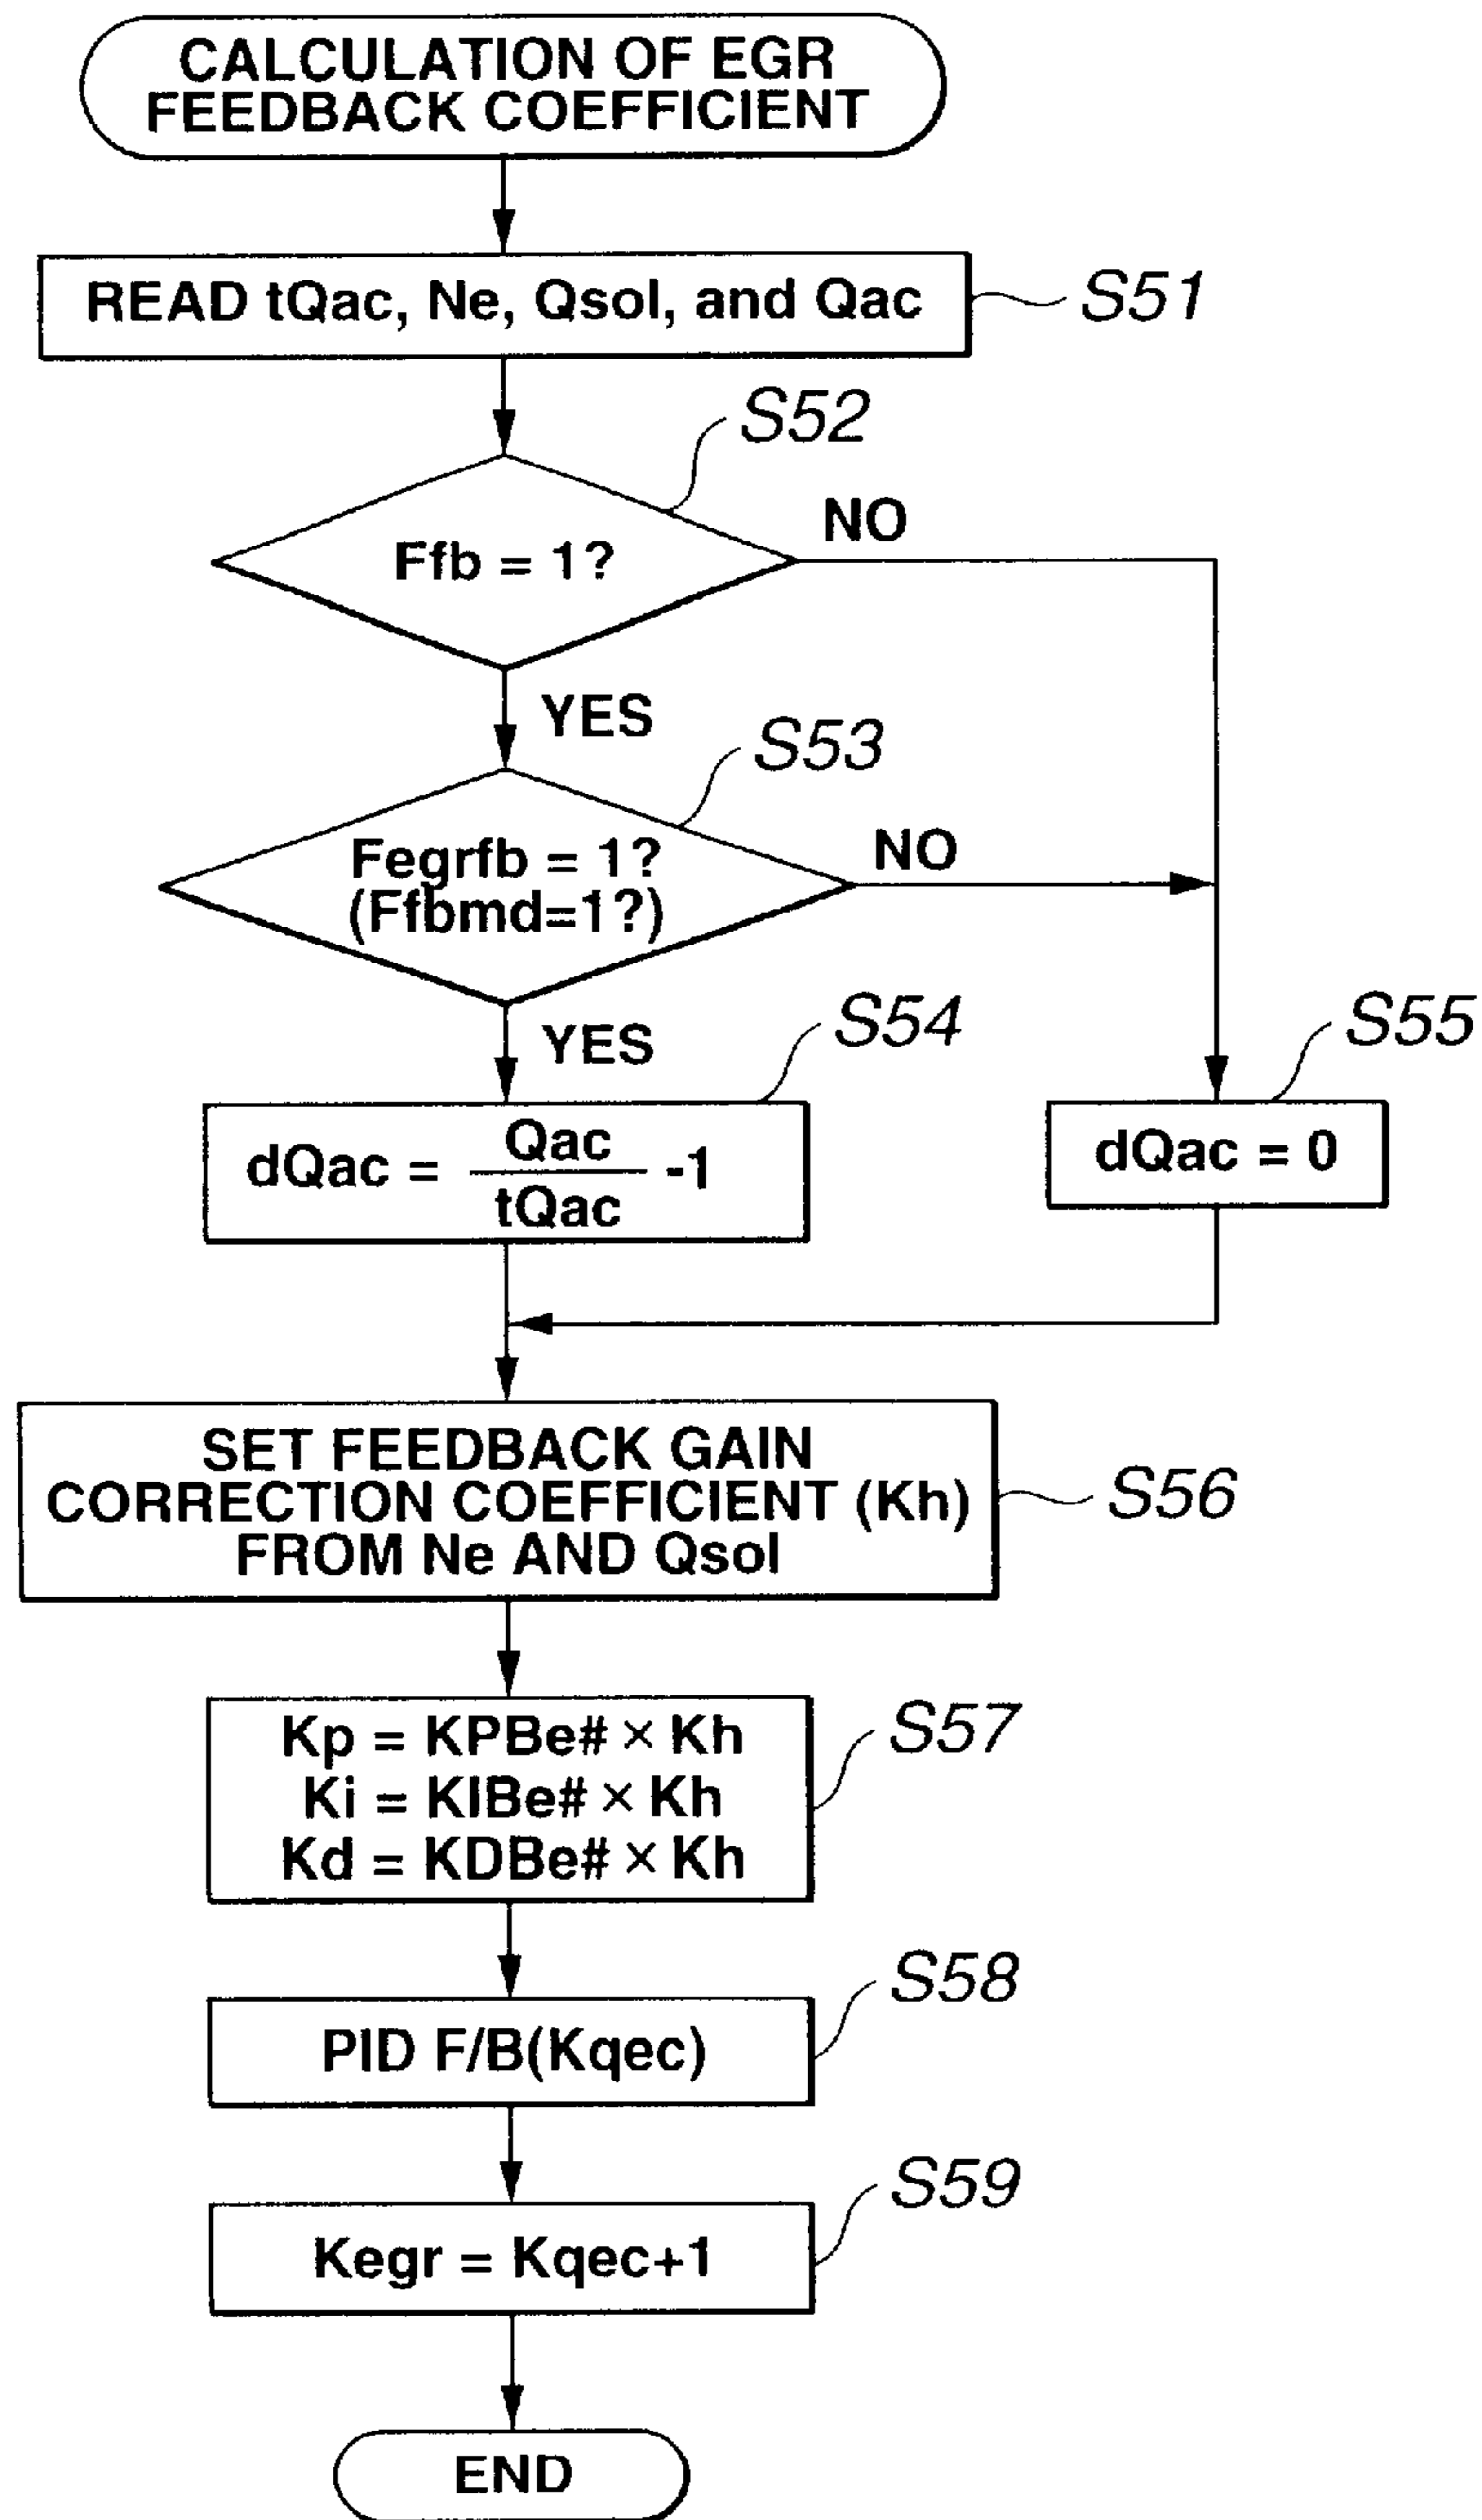 CALCULATION OF EGR
FEEDBACK COEFFICIENT
READ tQac, Ne, Qsol, and Qac
S51
S52
Ffb = 1?
NO
YES
S53
Fegrfb = 1?
(Ffbmd=1?)
NO
YES
S54
S55
dQac = Qac / tQac -1
dQac = 0
SET FEEDBACK GAIN
CORRECTION COEFFICIENT (Kh)
FROM Ne AND Qsol
S56
Kp = KPBe# × Kh
Ki = KIBe# × Kh
Kd = KDBe# × Kh
S57
PID F/B(Kqec)
S58
Kegr = Kqec+1
S59
END